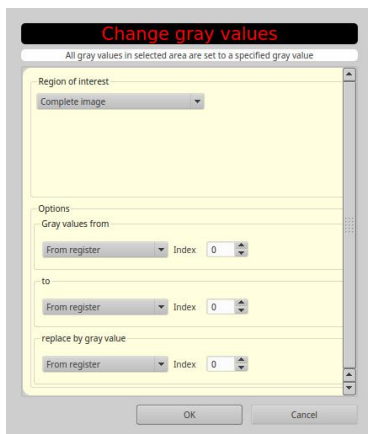 Change gray values
All gray values in selected area are set to a specified gray value
Region of interest
Complete image
Options
Gray values from
From register Index 0
to
From register Index 0
replace by gray value
From register Index 0
OK Cancel